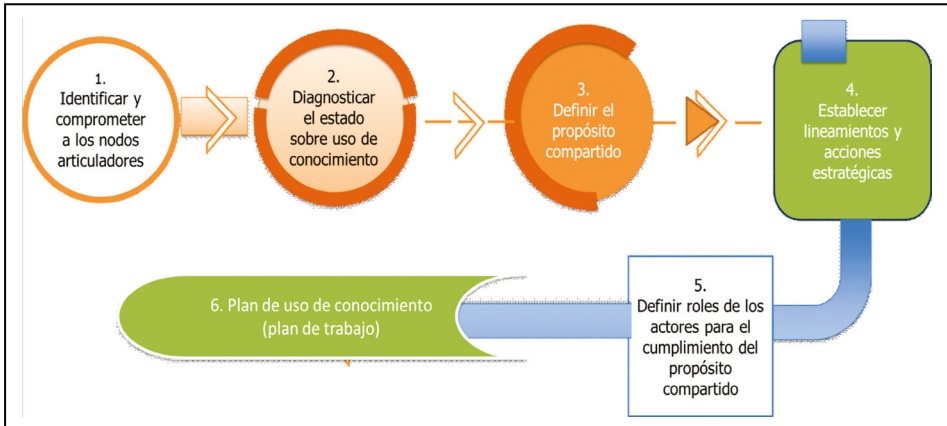 1.
Identificar y
comprometer
a los nodos
articuladores
2.
Diagnosticar
el estado
sobre uso de
conocimiento
3.
Definir el
propósito
compartido
4.
Establecer
lineamientos y
acciones
estratégicas
5.
Definir roles de los
actores para el
cumplimiento del
propósito
compartido
6. Plan de uso de conocimiento
(plan de trabajo)